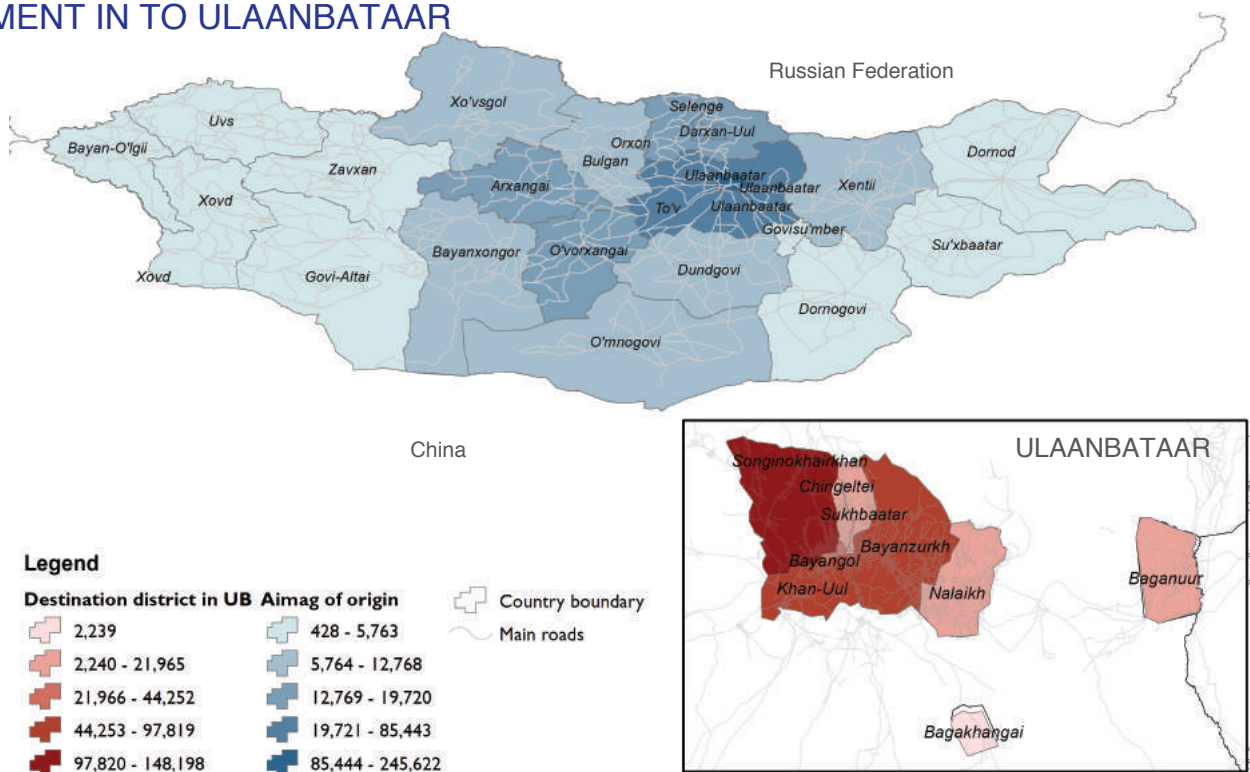 MENT IN TO ULAANBATAAR
Russian Federation
Xo'vsgol
Selenge
Uvs
Darxan-Uul
Orxon
Bayan-O'lgii
Dornod
Bulgan
Zavxan
Ulaanbaatar
Arxangai
Ulaanbaatar
Xentii
Xovd
To'v
Ulaanbaatar
Govisu'mber
Su'xbaatar
Bayanxongor
O'vorxangai
Dundgovi
Xovd
Govi-Altai
Dornogovi
O'mnogovi
China
ULAANBATAAR
Songinokhairkhan
Chingeltei
Sukhbaatar
Bayanzurkh
Bayangol
Khan-Uul
Nalaikh
Baganuur
Bagakhangai
Legend
Destination district in UB
2,239
2,240 - 21,965
21,966 - 44,252
44,253 - 97,819
97,820 - 148,198
Aimag of origin
428 - 5,763
5,764 - 12,768
12,769 - 19,720
19,721 - 85,443
85,444 - 245,622
Country boundary
Main roads